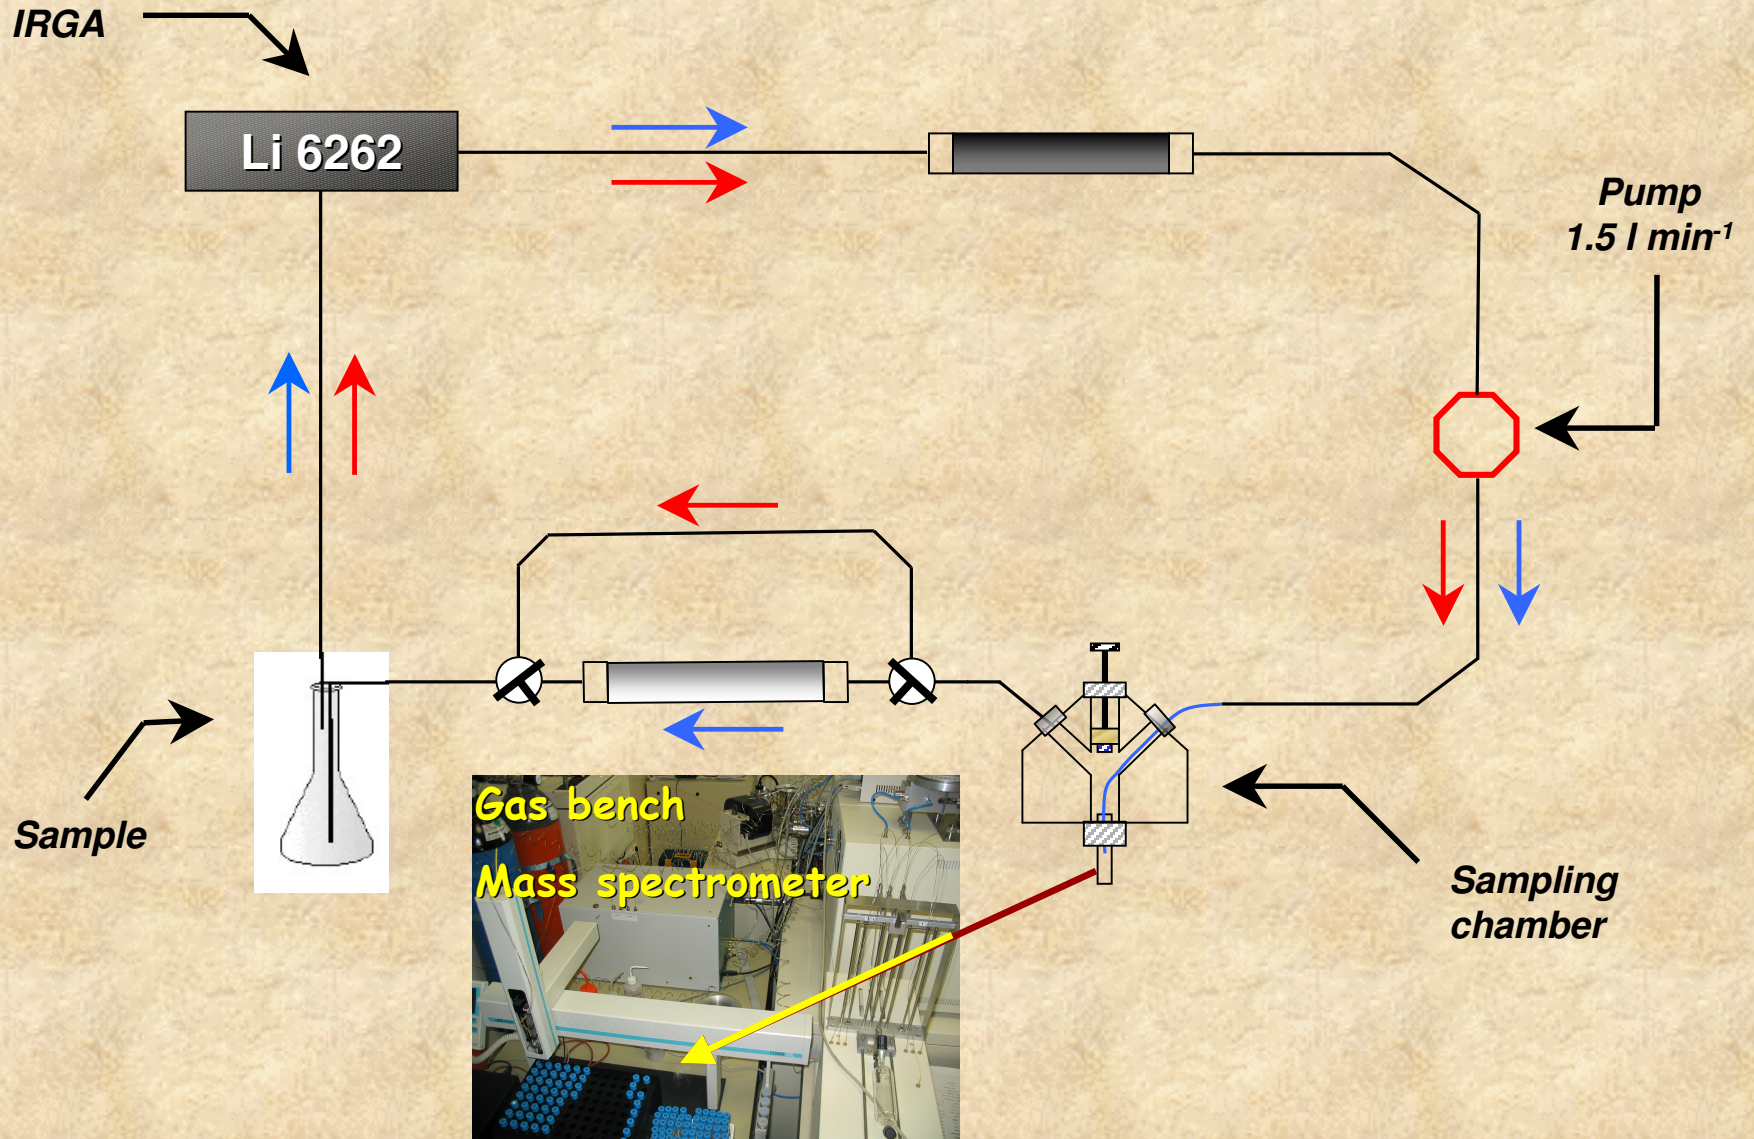 IRGA
Li 6262
Pump
1.5 l min-1
Sample
Gas bench
Mass spectrometer
Sampling
chamber